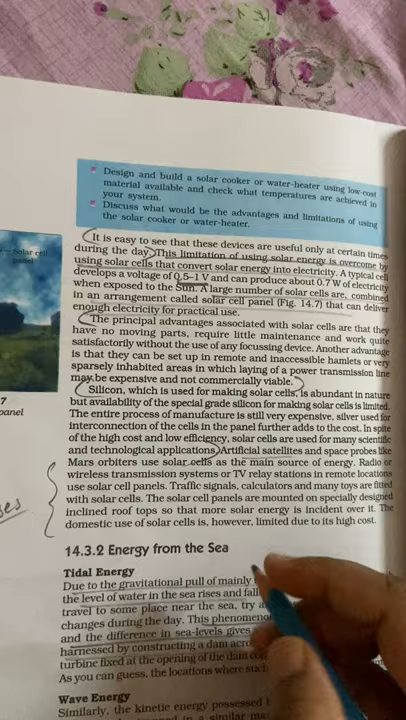 Design and build a solar cooker or water-heater using low-cost
material available and check what temperatures are achieved in
your system.
Discuss what would be the advantages and limitations of using
the solar cooker or water-heater.
It is easy to see that these devices are useful only at certain times
during the day. This limitation of using solar energy is overcome by
using solar cells that convert solar energy into electricity. A typical cell
develops a voltage of 0.5–1 V and can produce about 0.7 W of electricity
when exposed to the Sun. A large number of solar cells are, combined
in an arrangement called solar cell panel (Fig. 14.7) that can deliver
enough electricity for practical use.
The principal advantages associated with solar cells are that they
have no moving parts, require little maintenance and work quite
satisfactorily without the use of any focussing device. Another advantage
is that they can be set up in remote and inaccessible hamlets or very
sparsely inhabited areas in which laying of a power transmission line
may be expensive and not commercially viable.
Silicon, which is used for making solar cells, is abundant in nature
but availability of the special grade silicon for making solar cells is limited.
The entire process of manufacture is still very expensive, silver used for
interconnection of the cells in the panel further adds to the cost. In spite
of the high cost and low efficiency, solar cells are used for many scientific
and technological applications. Artificial satellites and space probes like
Mars orbiters use solar cells as the main source of energy. Radio or
wireless transmission systems or TV relay stations in remote locations
use solar cell panels. Traffic signals, calculators and many toys are fitted
with solar cells. The solar cell panels are mounted on specially designed
inclined roof tops so that more solar energy is incident over it. The
domestic use of solar cells is, however, limited due to its high cost.
Solar cell
panel
7
panel
14.3.2 Energy from the Sea
Tidal Energy
Due to the gravitational pull of mainly
the level of water in the sea rises and fall
travel to some place near the sea, try a
changes during the day. This phenomeno
and the difference in sea-levels gives
harnessed by constructing a dam acro
turbine fixed at the opening of the dam co
As you can guess, the locations where suc
Wave Energy
Similarly, the kinetic energy possessed b
in a similar ma